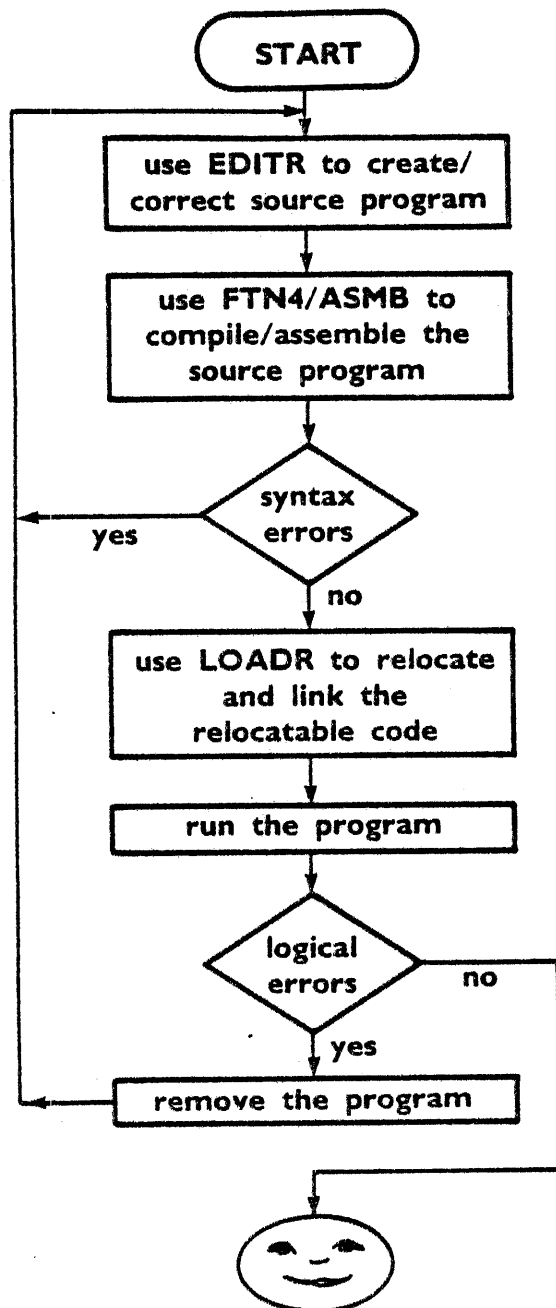 START
use EDITR to create/
correct source program
use FTN4/ASMB to
compile/assemble the
source program
syntax
errors
yes
no
use LOADR to relocate
and link the
relocatable code
run the program
logical
errors
no
yes
remove the program